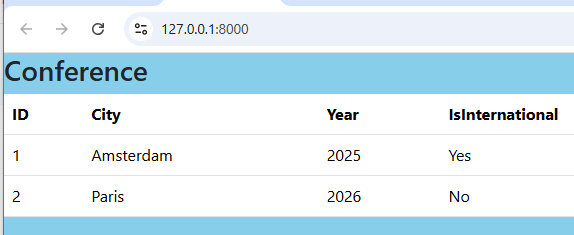 127.0.0.1:8000
Conference
ID City Year IsInternational
1 Amsterdam 2025 Yes
2 Paris 2026 No